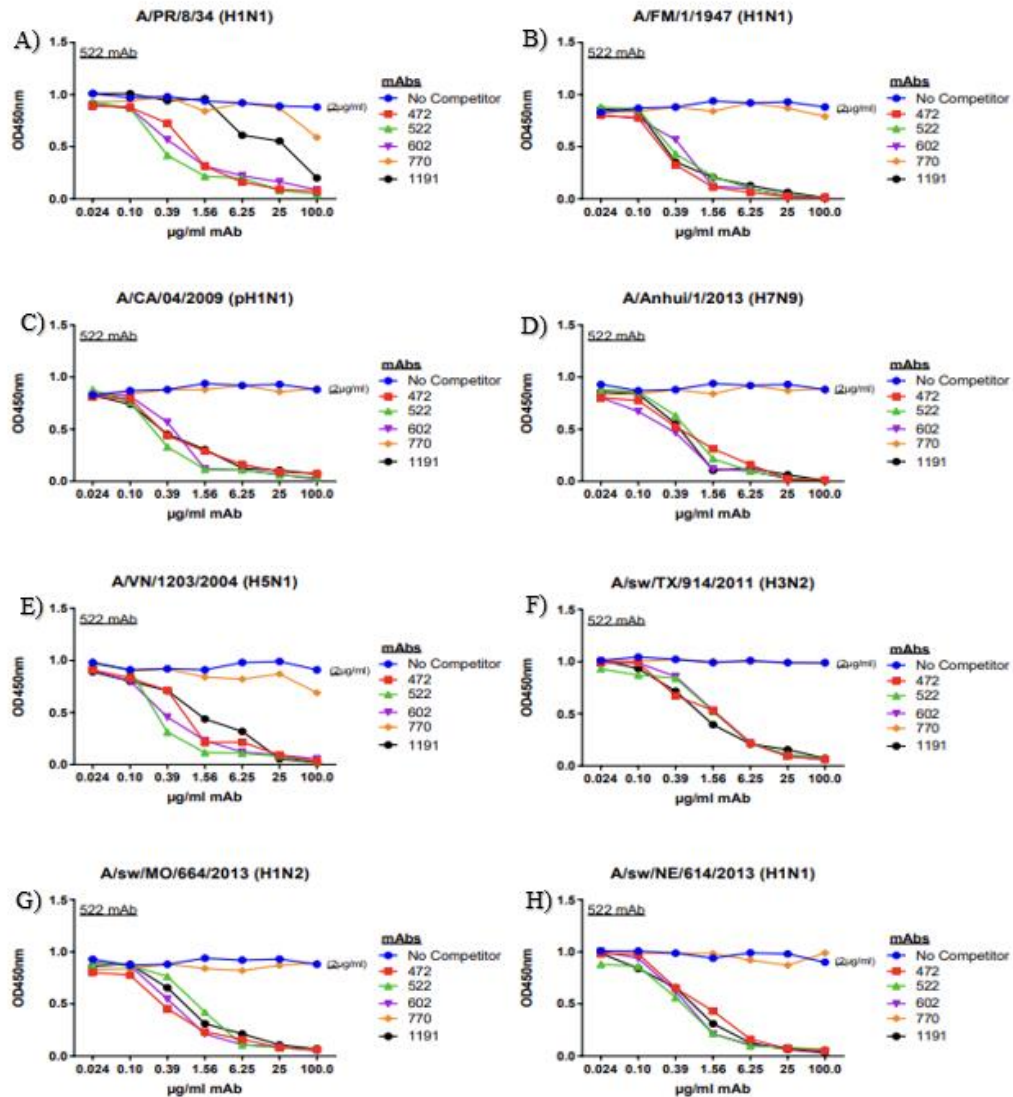 A/PR/8/34 (H1N1)
A)
522 mAb
1.5
1.0
0.5
0.0
OD450nm
0.024 0.10 0.39 1.56 6.25 25 100.0
µg/ml mAb
(2µg/ml)
mAbs
No Competitor
472
522
602
770
1191
A/FM/1/1947 (H1N1)
B)
522 mAb
1.5
1.0
0.5
0.0
OD450nm
0.024 0.10 0.39 1.56 6.25 25 100.0
µg/ml mAb
(2µg/ml)
mAbs
No Competitor
472
522
602
770
1191
A/CA/04/2009 (pH1N1)
C)
522 mAb
1.5
1.0
0.5
0.0
OD450nm
0.024 0.10 0.39 1.56 6.25 25 100.0
µg/ml mAb
(2µg/ml)
mAbs
No Competitor
472
522
602
770
1191
A/Anhui/1/2013 (H7N9)
D)
522 mAb
1.5
1.0
0.5
0.0
OD450nm
0.024 0.10 0.39 1.56 6.25 25 100.0
µg/ml mAb
(2µg/ml)
mAbs
No Competitor
472
522
602
770
1191
A/VN/1203/2004 (H5N1)
E)
522 mAb
1.5
1.0
0.5
0.0
OD450nm
0.024 0.10 0.39 1.56 6.25 25 100.0
µg/ml mAb
(2µg/ml)
mAbs
No Competitor
472
522
602
770
1191
A/sw/TX/914/2011 (H3N2)
F)
522 mAb
1.5
1.0
0.5
0.0
OD450nm
0.024 0.10 0.39 1.56 6.25 25 100.0
µg/ml mAb
(2µg/ml)
mAbs
No Competitor
472
522
602
770
1191
A/sw/MO/664/2013 (H1N2)
G)
522 mAb
1.5
1.0
0.5
0.0
OD450nm
0.024 0.10 0.39 1.56 6.25 25 100.0
µg/ml mAb
(2µg/ml)
mAbs
No Competitor
472
522
602
770
1191
A/sw/NE/614/2013 (H1N1)
H)
522 mAb
1.5
1.0
0.5
0.0
OD450nm
0.024 0.10 0.39 1.56 6.25 25 100.0
µg/ml mAb
(2µg/ml)
mAbs
No Competitor
472
522
602
770
1191